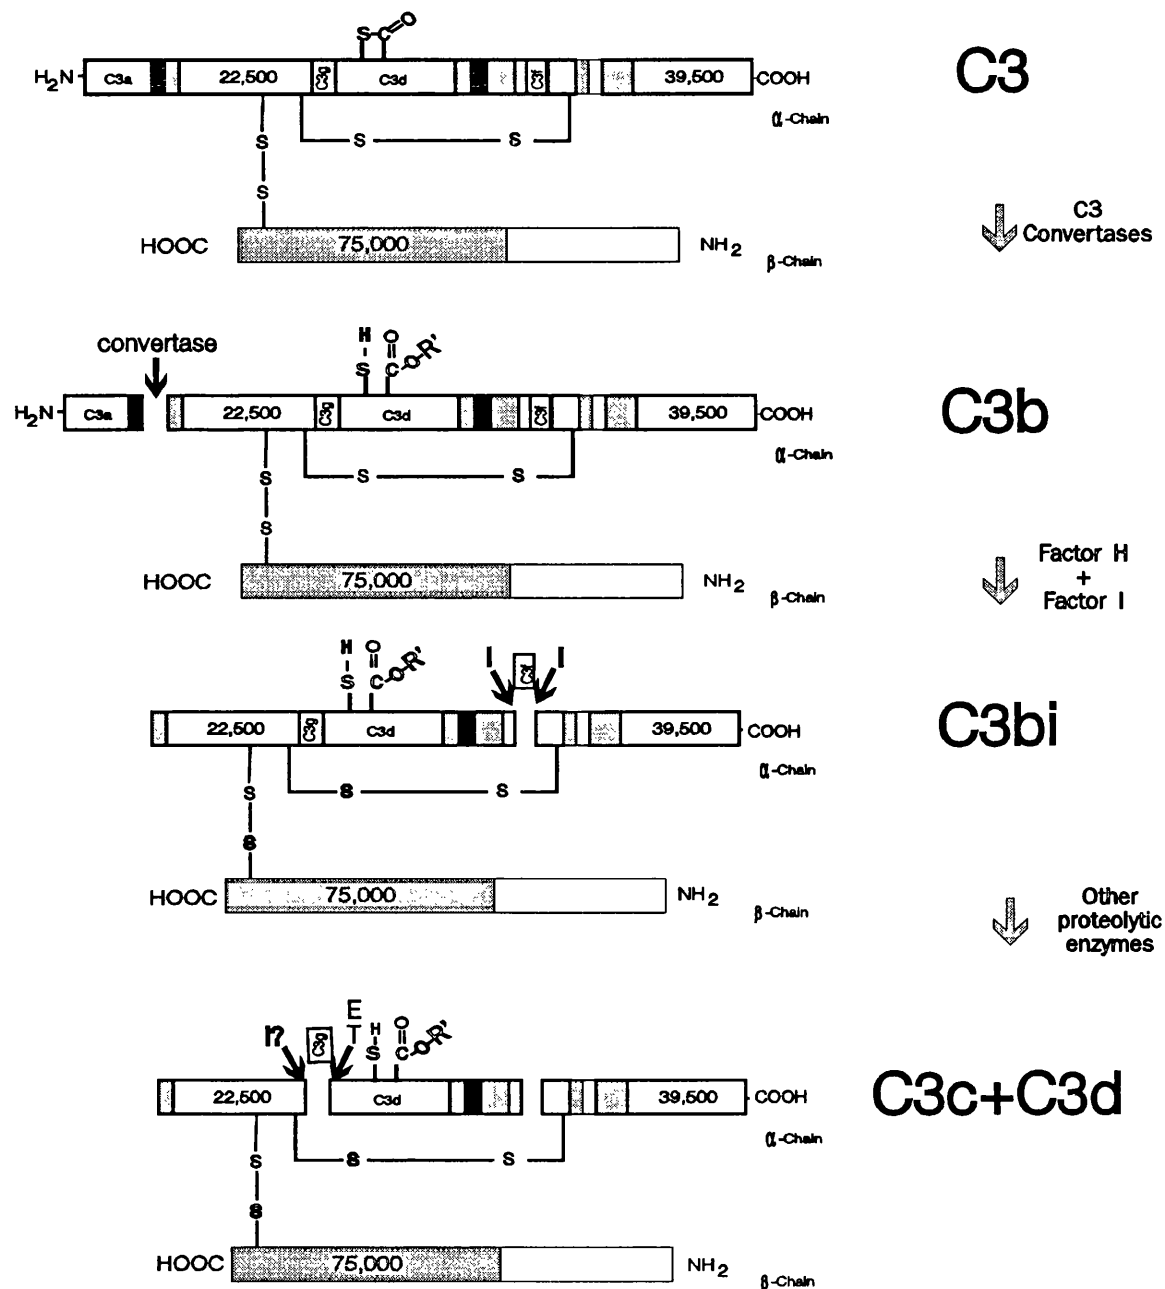 S C O
H2N C3a 22,500 C3g C3d C3f 39,500 COOH
α-Chain
C3
S S
S
S
HOOC 75,000 NH2
β-Chain
C3
Convertases
convertase
H O
S C O R'
H2N C3a 22,500 C3g C3d C3f 39,500 COOH
α-Chain
C3b
S S
S
S
HOOC 75,000 NH2
β-Chain
Factor H
+
Factor I
H O
S C O R'
I C3f I
22,500 C3g C3d 39,500 COOH
α-Chain
C3bi
S S
S
S
HOOC 75,000 NH2
β-Chain
Other
proteolytic
enzymes
I? C3g E
T
H O
S C O R'
22,500 C3d 39,500 COOH
α-Chain
C3c+C3d
S S
S
S
HOOC 75,000 NH2
β-Chain